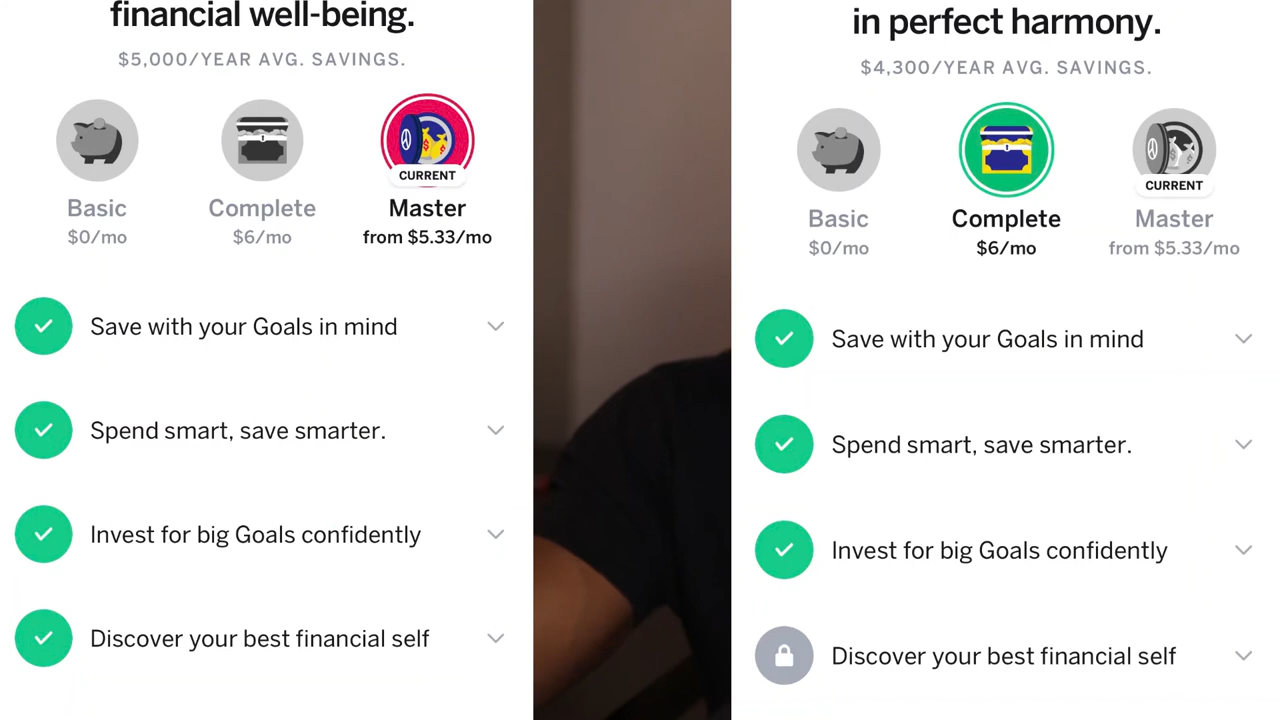 financial well-being.
$5,000/YEAR AVG. SAVINGS.
CURRENT
Basic
Complete
Master
$0/mo
$6/mo
from $5.33/mo
Save with your Goals in mind
Spend smart, save smarter.
Invest for big Goals confidently
Discover your best financial self
in perfect harmony.
$4,300/YEAR AVG. SAVINGS.
CURRENT
Basic
Complete
Master
$0/mo
$6/mo
from $5.33/mo
Save with your Goals in mind
Spend smart, save smarter.
Invest for big Goals confidently
Discover your best financial self